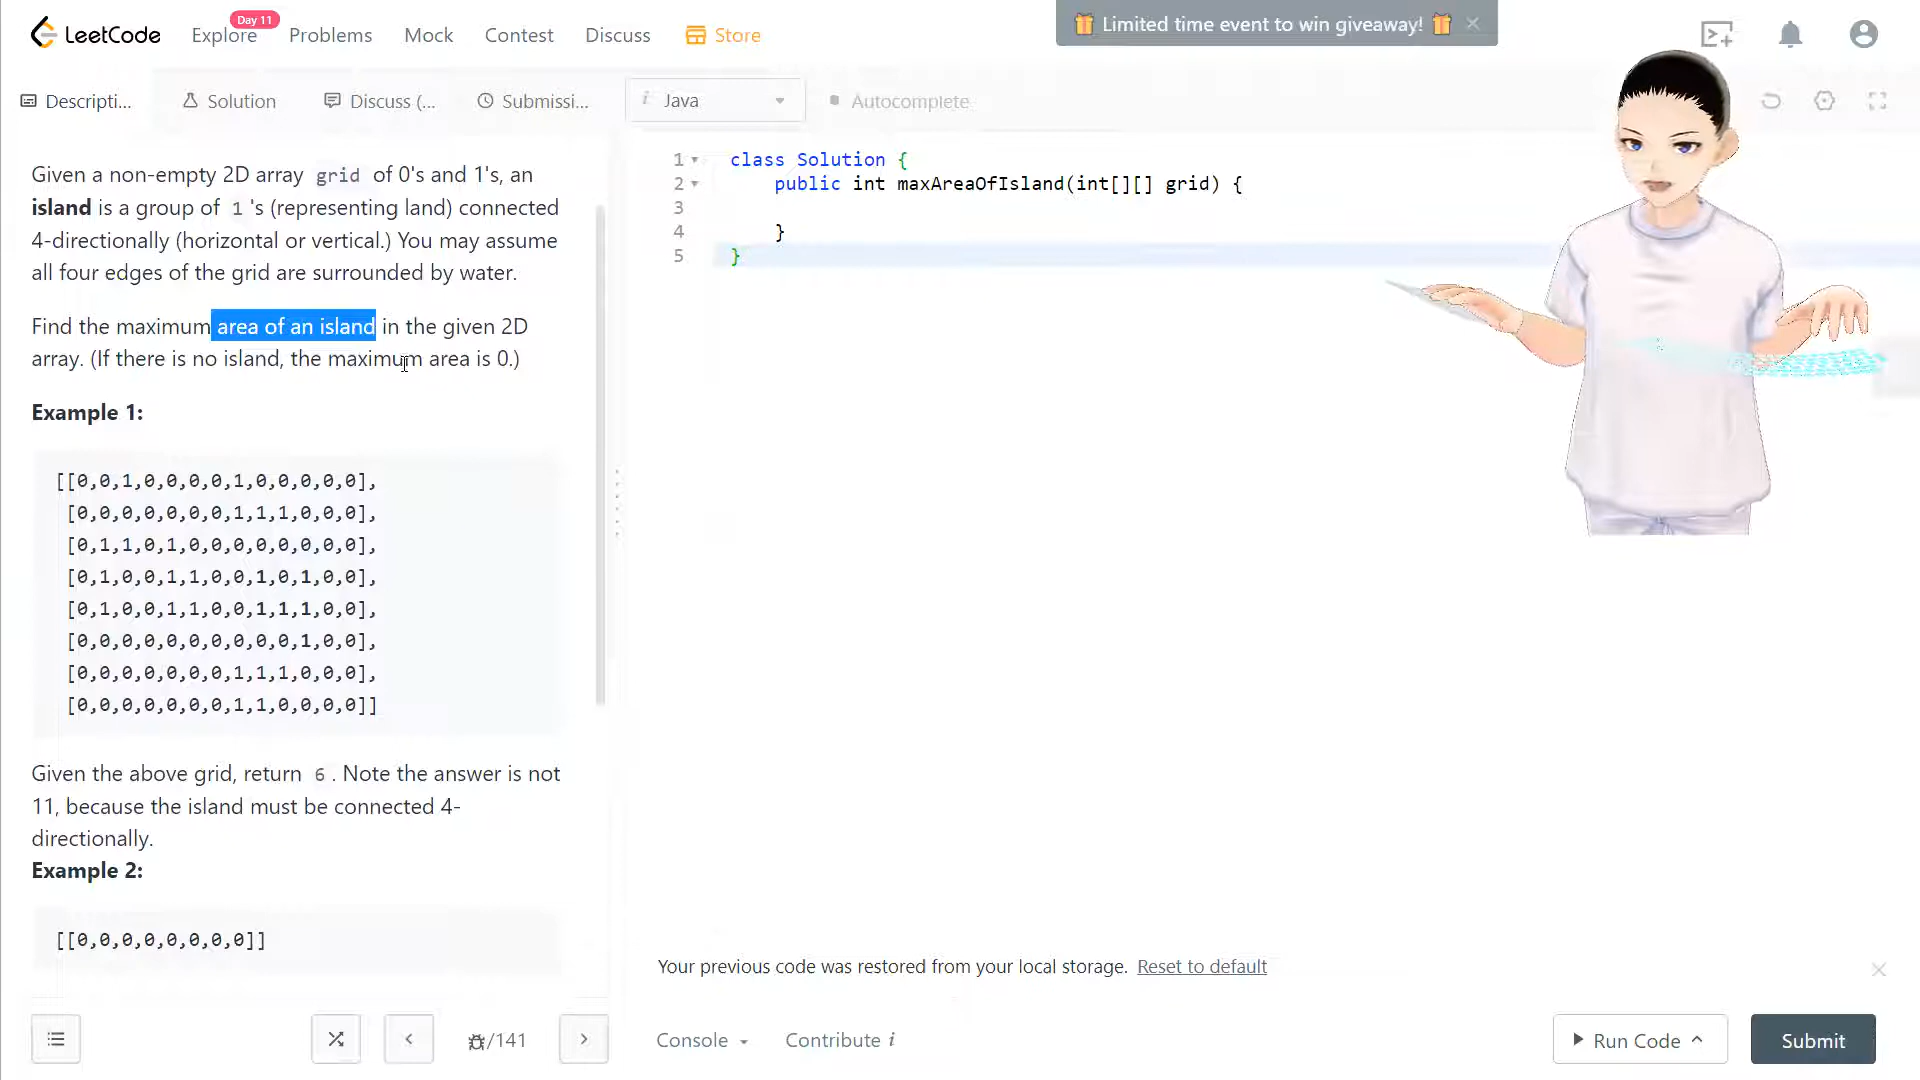 LeetCode
Explore
Day 11
Problems
Mock
Contest
Discuss
Store
Limited time event to win giveaway!
Descripti...
Solution
Discuss (...
Submissi...
i Java
Autocomplete
Given a non-empty 2D array grid of 0's and 1's, an
island is a group of 1 's (representing land) connected
4-directionally (horizontal or vertical.) You may assume
all four edges of the grid are surrounded by water.
Find the maximum area of an island in the given 2D
array. (If there is no island, the maximum area is 0.)
Example 1:
[[0,0,1,0,0,0,0,1,0,0,0,0,0],
[0,0,0,0,0,0,0,1,1,1,0,0,0],
[0,1,1,0,1,0,0,0,0,0,0,0,0],
[0,1,0,0,1,1,0,0,1,0,1,0,0],
[0,1,0,0,1,1,0,0,1,1,1,0,0],
[0,0,0,0,0,0,0,0,0,0,1,0,0],
[0,0,0,0,0,0,0,1,1,1,0,0,0],
[0,0,0,0,0,0,0,1,1,0,0,0,0]]
Given the above grid, return 6 . Note the answer is not
11, because the island must be connected 4-
directionally.
Example 2:
[[0,0,0,0,0,0,0,0]]
1 class Solution {
2 public int maxAreaOfIsland(int[][] grid) {
3
4 }
5 }
Your previous code was restored from your local storage. Reset to default
/141
Console
Contribute i
Run Code
Submit